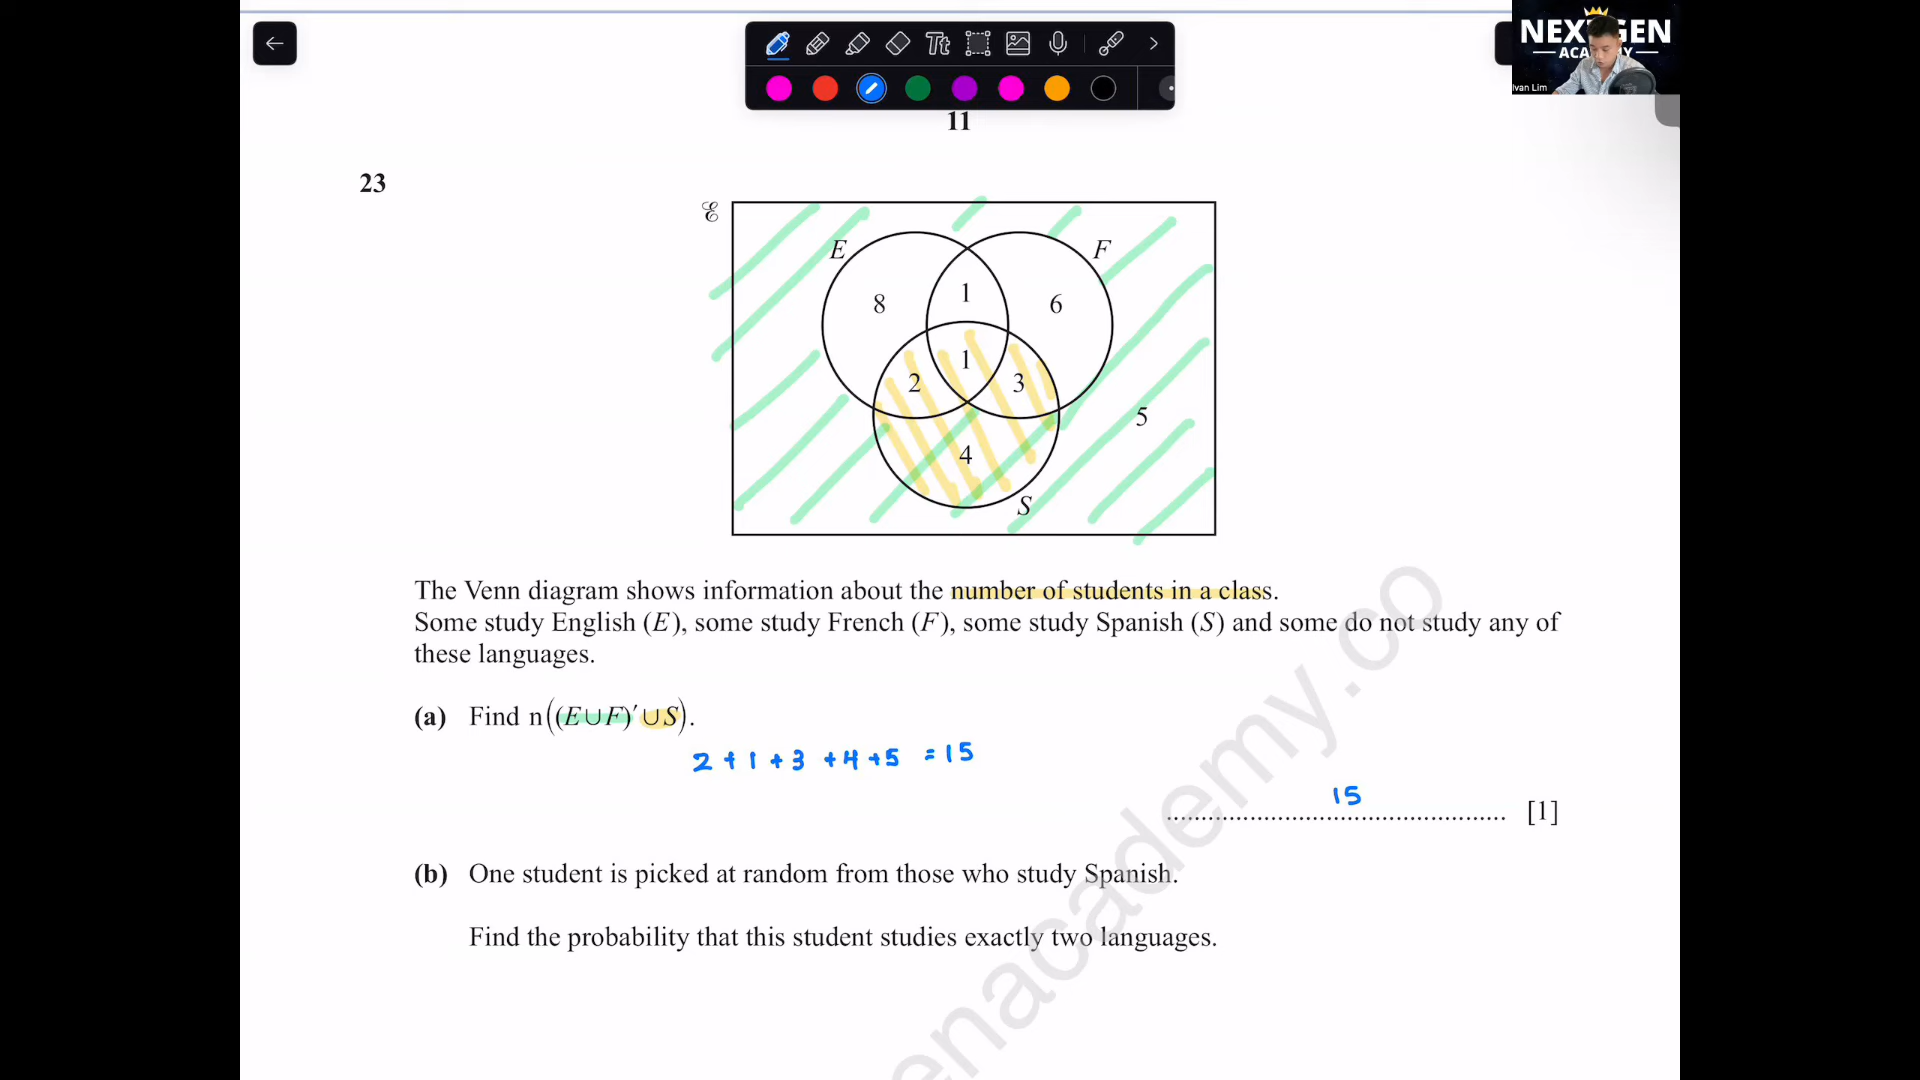 NEXTGEN
ACADEMY
Ivan Lim
Tt
11
23
ℰ
E
F
8
1
6
1
2
3
5
4
S
The Venn diagram shows information about the number of students in a class.
Some study English (E), some study French (F), some study Spanish (S) and some do not study any of
these languages.
(a) Find n((E∪F)′∪S).
2 + 1 + 3 + 4 + 5 = 15
15
.................................................... [1]
(b) One student is picked at random from those who study Spanish.
Find the probability that this student studies exactly two languages.
enacademy.co